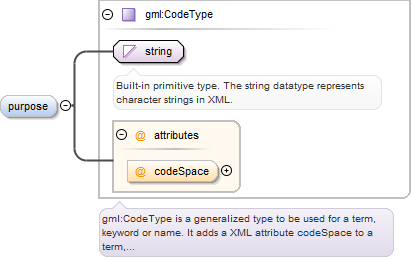 gml:CodeType
string
Built-in primitive type. The string datatype represents
character strings in XML.
purpose
@ attributes
@ codeSpace
gml:CodeType is a generalized type to be used for a term,
keyword or name. It adds a XML attribute codeSpace to a
term,...